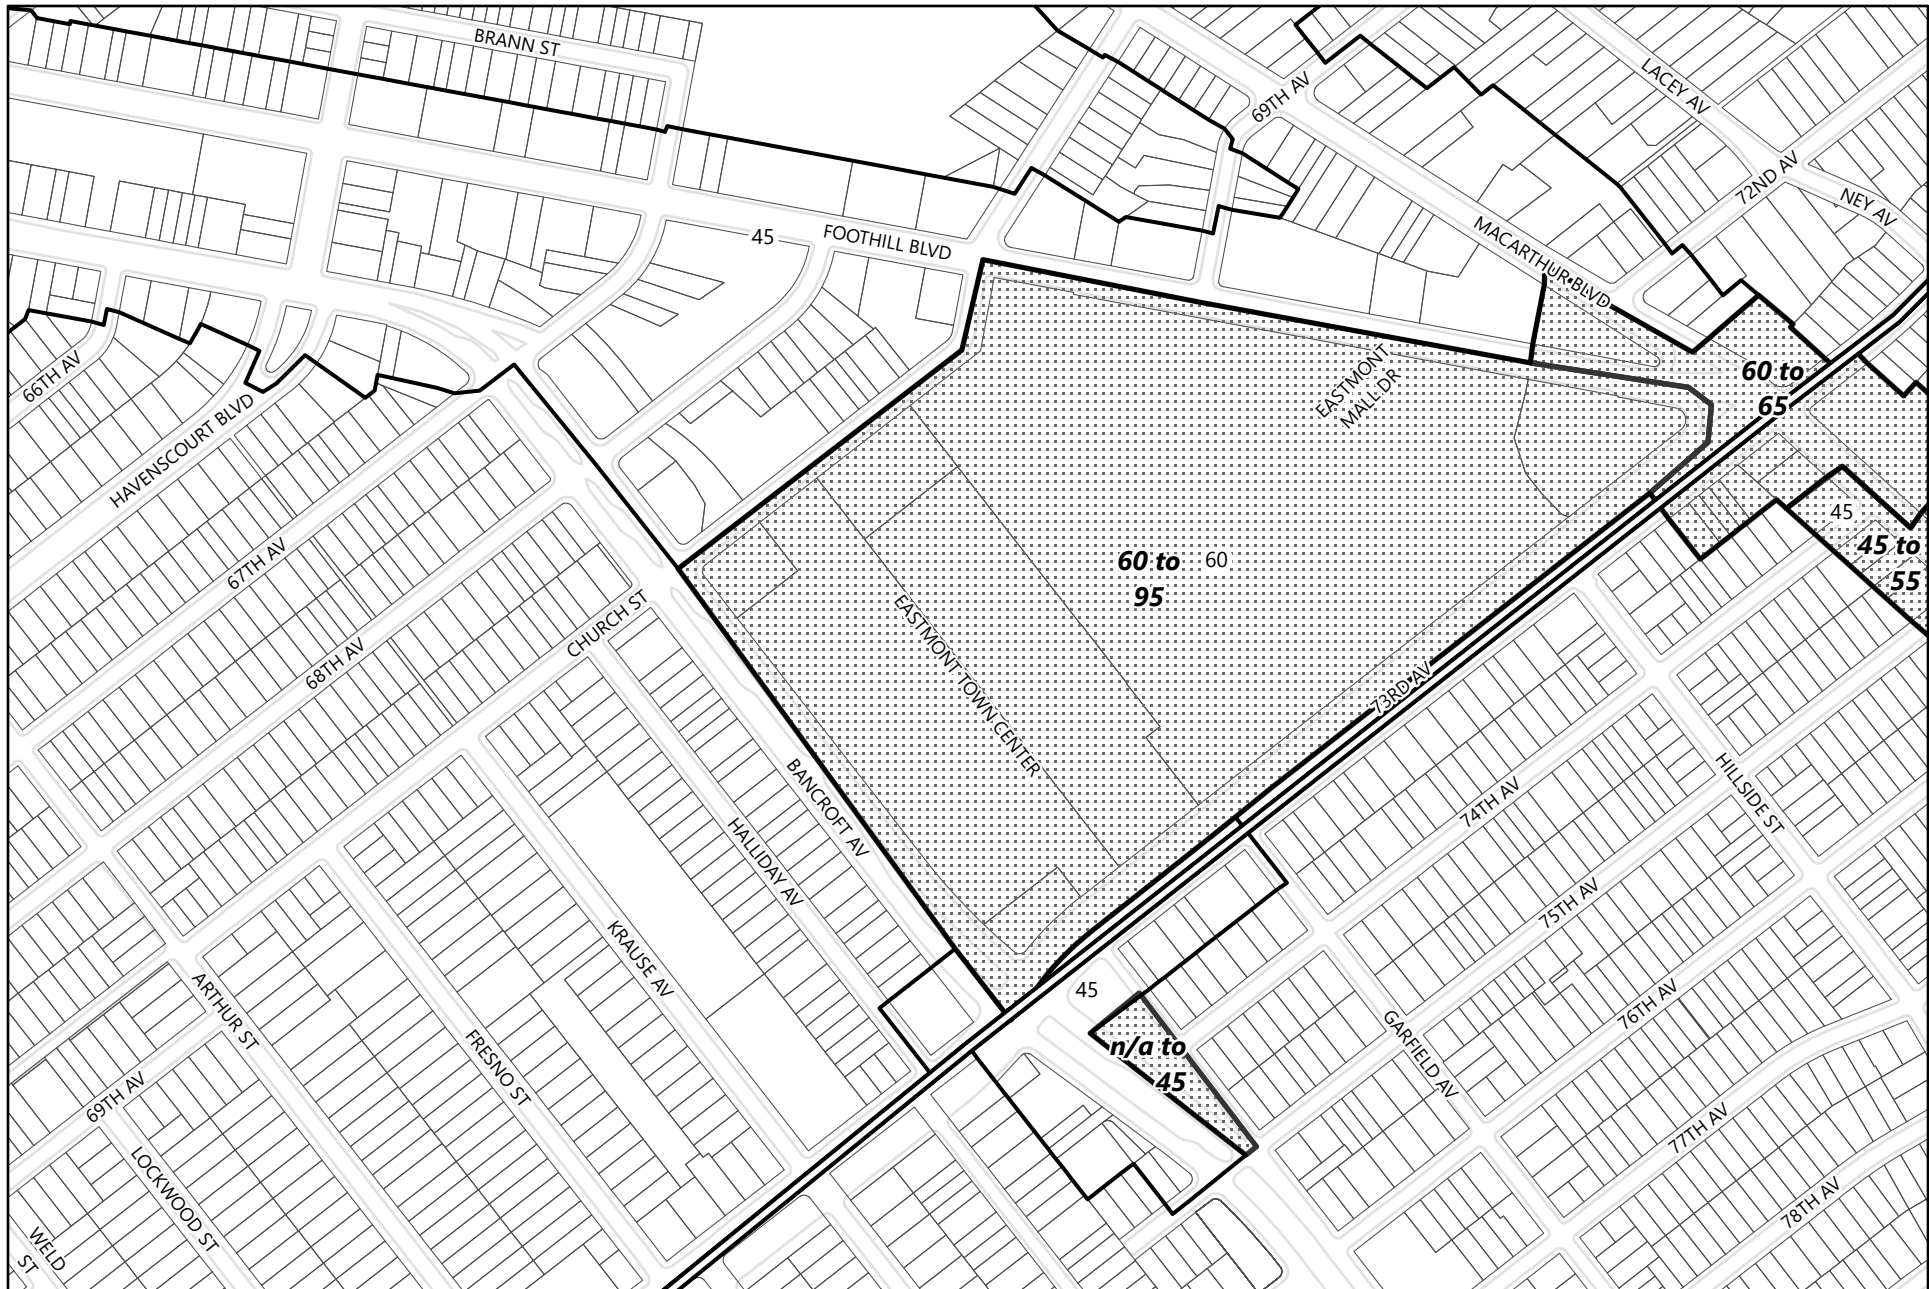 BRANN ST
69TH AV
LACEY AV
72ND AV
NEY AV
MACARTHUR BLVD
45
FOOTHILL BLVD
66TH AV
HAVENSCOURT BLVD
EASTMONT
MALL DR
60 to
65
67TH AV
45
45 to
55
60 to
95
60
68TH AV
CHURCH ST
EASTMONT TOWN CENTER
73RD AV
BANCROFT AV
HALLIDAY AV
74TH AV
HILLSIDE ST
75TH AV
KRAUSE AV
ARTHUR ST
FRESNO ST
45
n/a to
45
GARFIELD AV
76TH AV
69TH AV
77TH AV
LOCKWOOD ST
78TH AV
WELD
ST